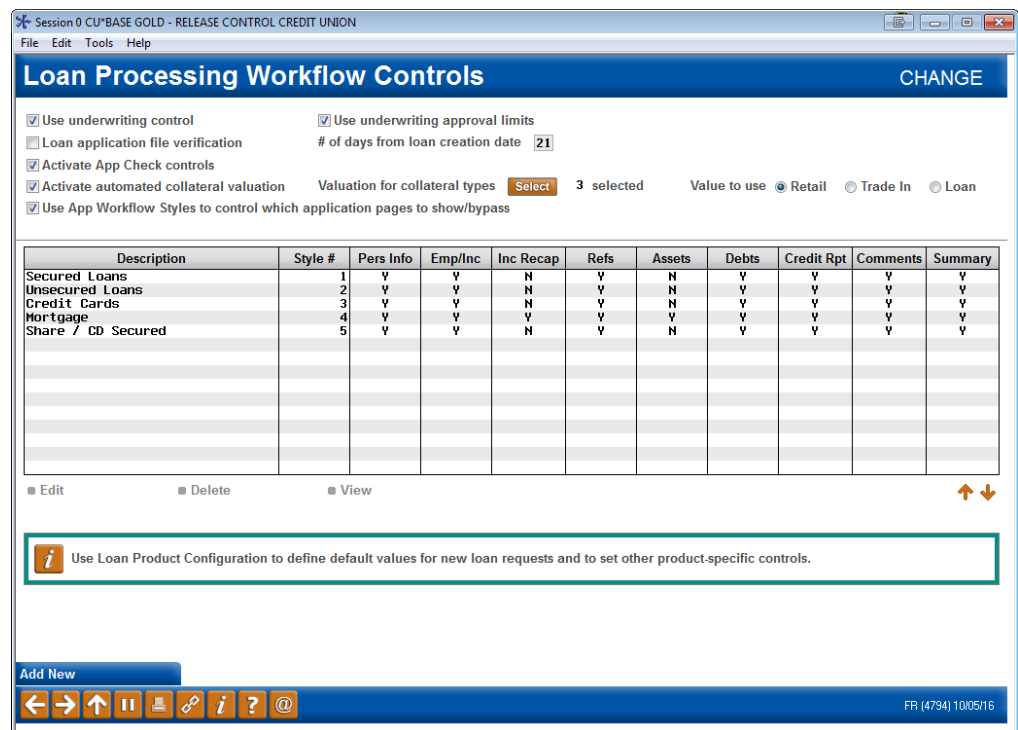 Session 0 CU*BASE GOLD - RELEASE CONTROL CREDIT UNION
File Edit Tools Help
Loan Processing Workflow Controls CHANGE
Use underwriting control Use underwriting approval limits
Loan application file verification # of days from loan creation date 21
Activate App Check controls
Activate automated collateral valuation Valuation for collateral types Select 3 selected Value to use Retail Trade In Loan
Use App Workflow Styles to control which application pages to show/bypass
Description Style # Pers Info Emp/Inc Inc Recap Refs Assets Debts Credit Rpt Comments Summary
Secured Loans 1 Y Y N Y N Y Y Y Y
Unsecured Loans 2 Y Y N Y N Y Y Y Y
Credit Cards 3 Y Y N Y N Y Y Y Y
Mortgage 4 Y Y Y Y Y Y Y Y Y
Share / CD Secured 5 Y Y N Y N Y Y Y Y
Edit Delete View
i Use Loan Product Configuration to define default values for new loan requests and to set other product-specific controls.
Add New
i ? @ FR (4794) 10/05/16